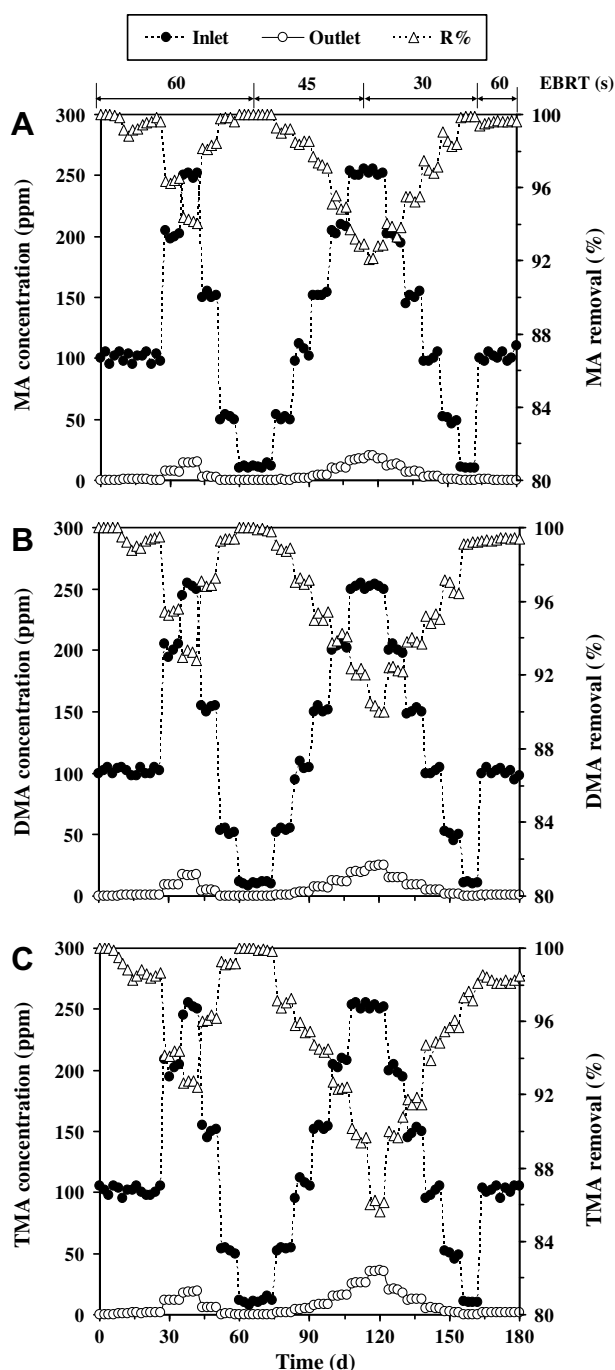 Inlet Outlet R%
60 45 30 60 EBRT (s)
A
300 100
250 96
200
92
150
88
100
84
50
0 80
MA concentration (ppm)
MA removal (%)
B
300 100
250 96
200
92
150
88
100
84
50
0 80
DMA concentration (ppm)
DMA removal (%)
C
300 100
250 96
200
92
150
88
100
84
50
0 80
TMA concentration (ppm)
TMA removal (%)
0 30 60 90 120 150 180
Time (d)